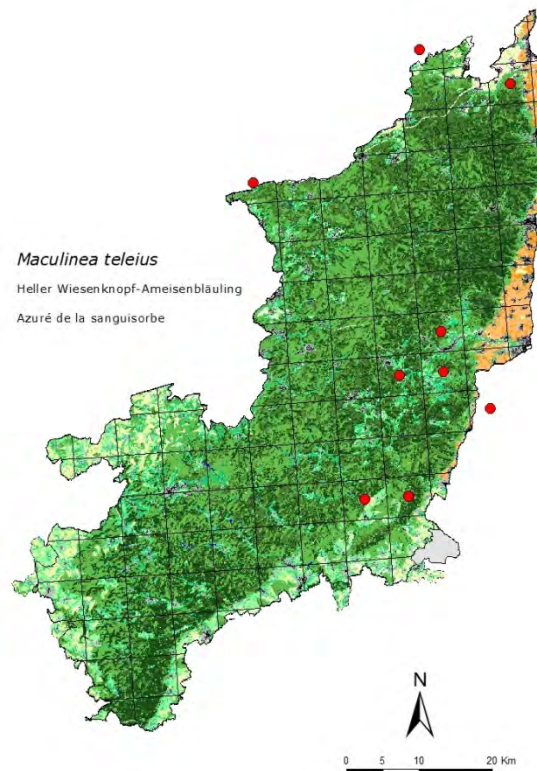 Maculinea teleius
Heller Wiesenknopf-Ameisenbläuling
Azuré de la sanguisorbe
N
0 5 10 20 Km